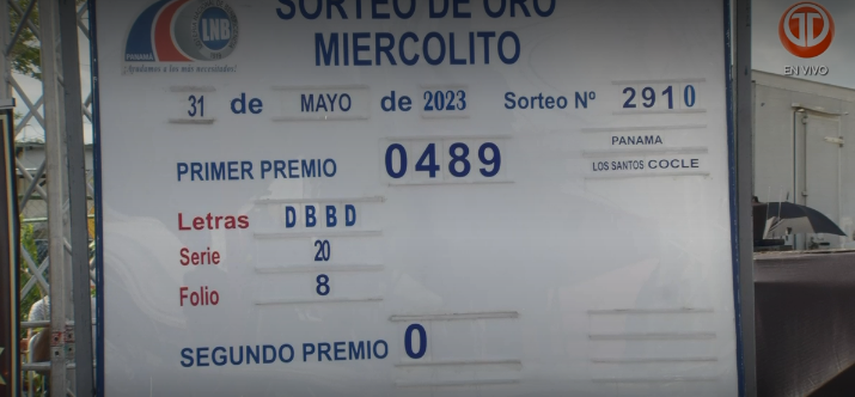 SORTEO DE ORO
LNB
PANAMÁ
MIERCOLITO
¡Ayudamos a los más necesitados!
EN VIVO
31 de MAYO de 2023 Sorteo Nº 2910
PRIMER PREMIO 0489
PANAMA
LOS SANTOS COCLE
Letras DBBD
Serie 20
Folio 8
SEGUNDO PREMIO 0